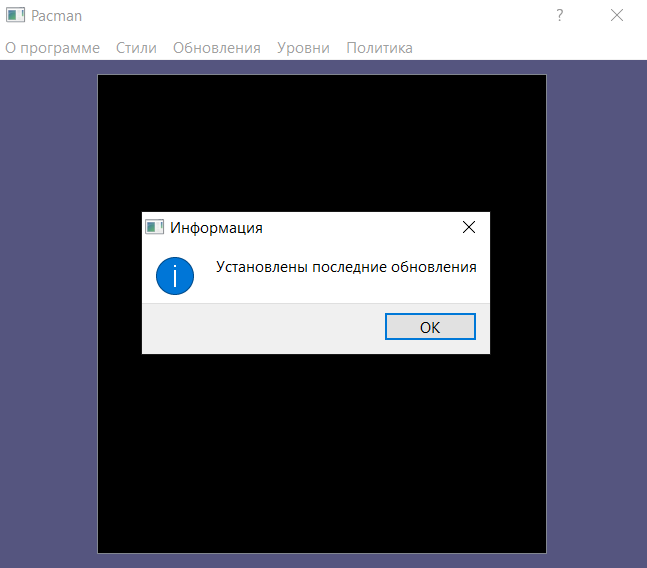 Pacman
?
О программе Стили Обновления Уровни Политика
Информация
Установлены последние обновления
OK